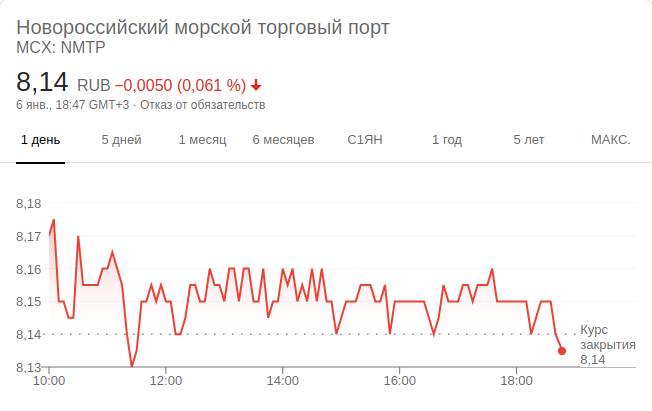 Новороссийский морской торговый порт
MCX: NMTP
8,14 RUB −0,0050 (0,061 %)
6 янв., 18:47 GMT+3 · Отказ от обязательств
1 день 5 дней 1 месяц 6 месяцев С1ЯН 1 год 5 лет МАКС.
8,18
8,17
8,16
8,15
8,14
8,13
Курс
закрытия
8,14
10:00 12:00 14:00 16:00 18:00